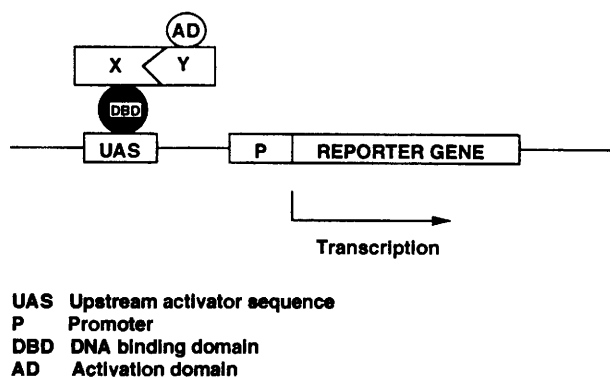 AD
X Y
DBD
UAS P REPORTER GENE
Transcription
UAS Upstream activator sequence
P Promoter
DBD DNA binding domain
AD Activation domain